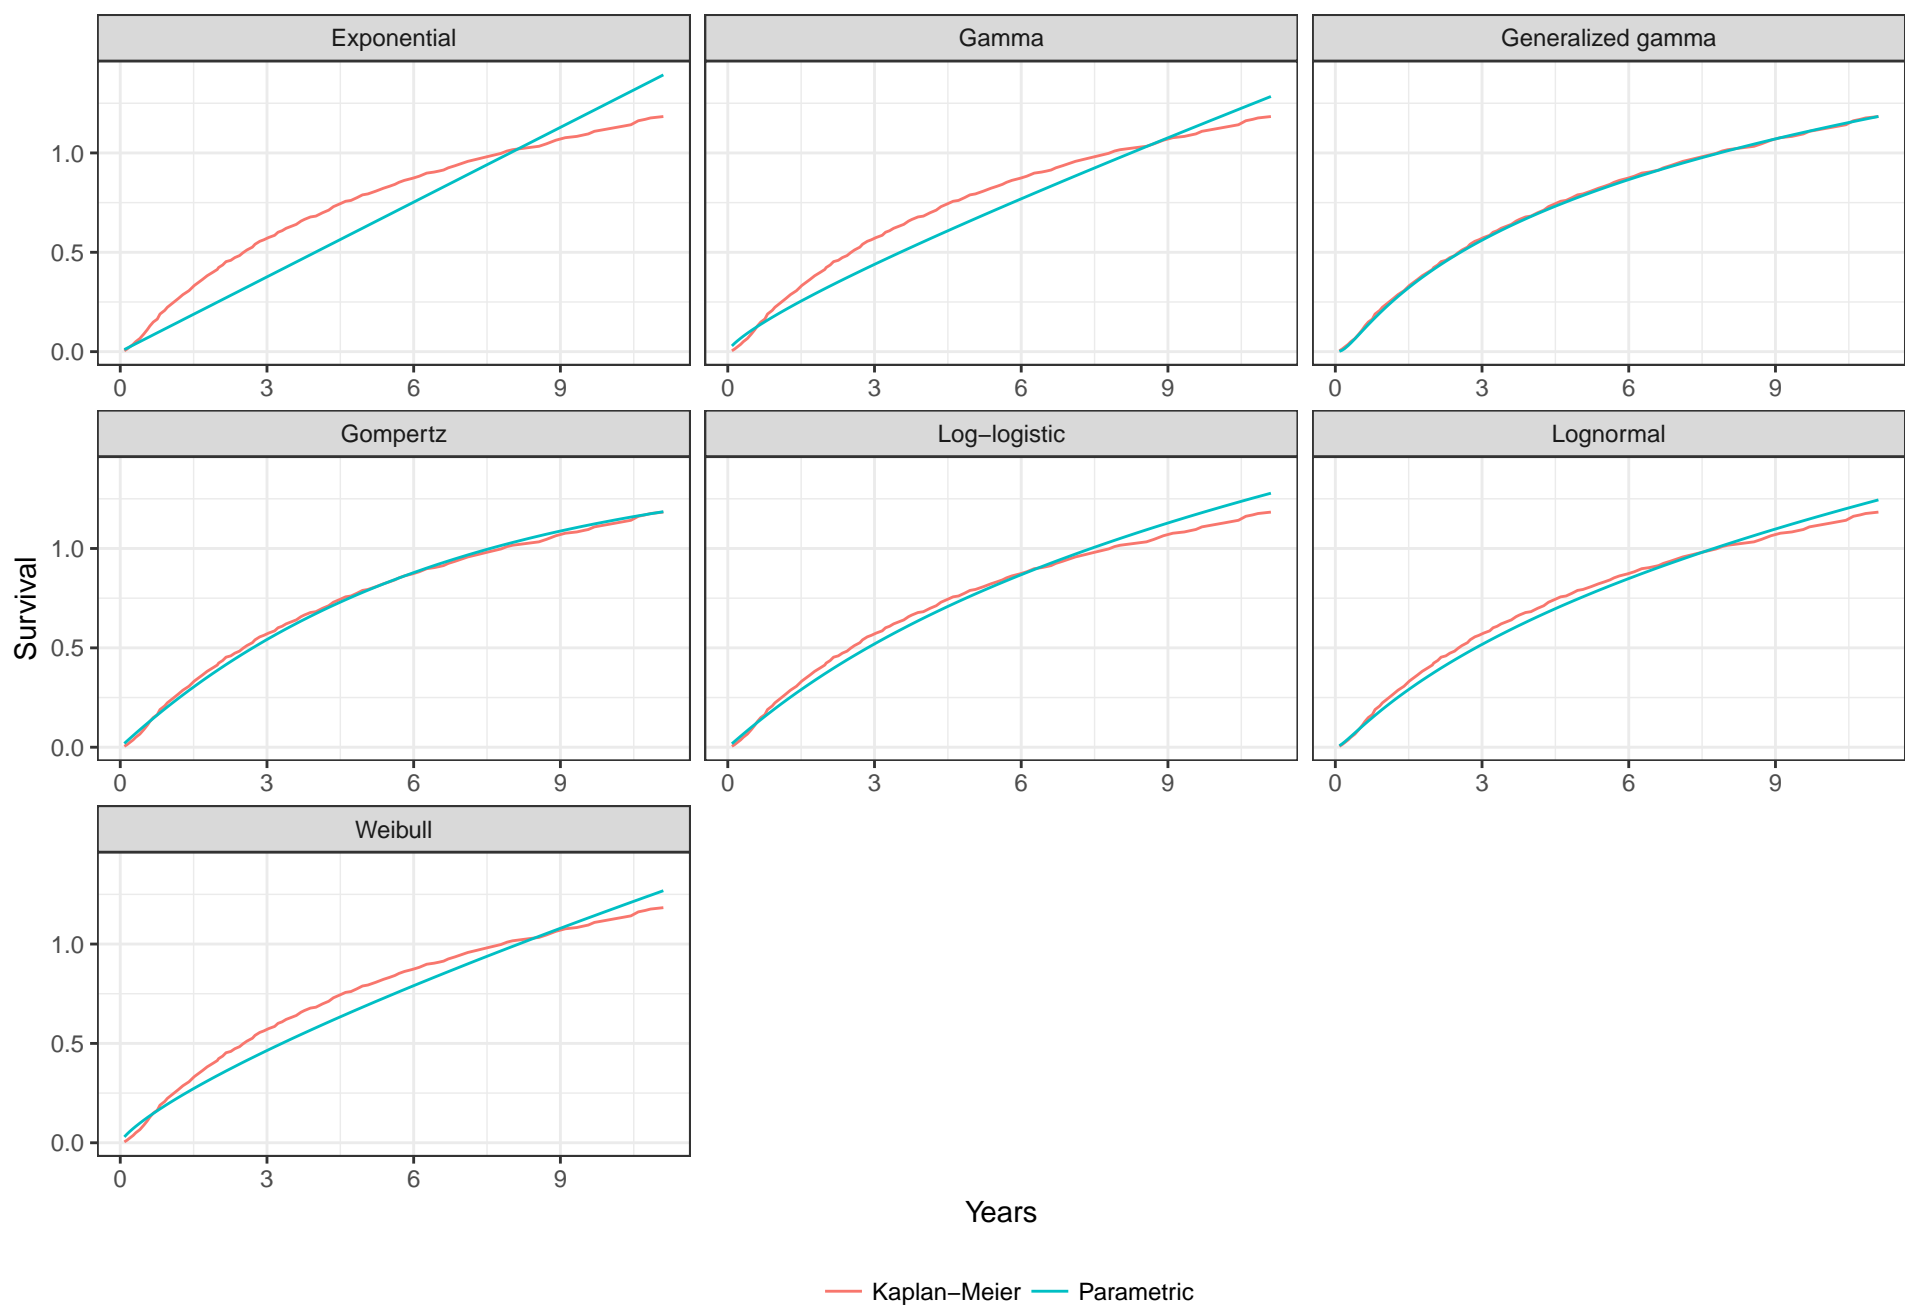 Exponential
Gamma
Generalized gamma
1.0
0.5
0.0
0 3 6 9
0 3 6 9
0 3 6 9
Gompertz
Log−logistic
Lognormal
1.0
0.5
0.0
0 3 6 9
0 3 6 9
0 3 6 9
Survival
Weibull
1.0
0.5
0.0
0 3 6 9
Years
Kaplan−Meier
Parametric